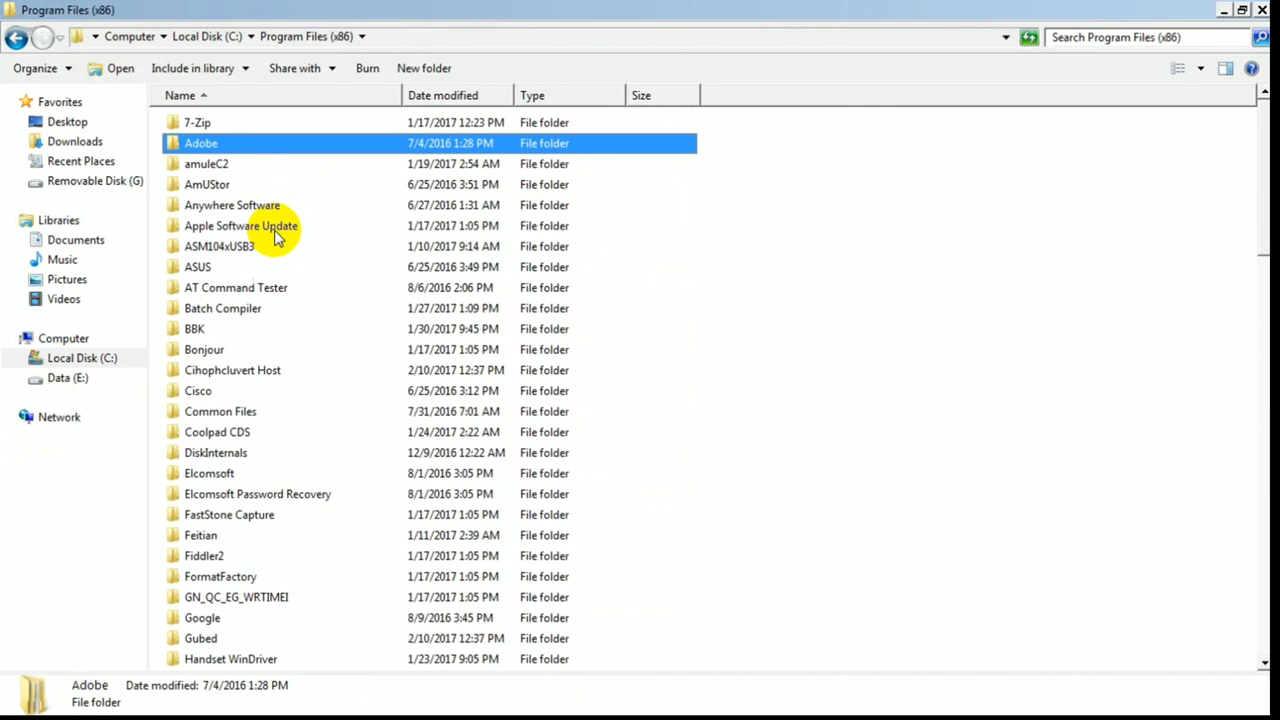 Program Files (x86)
Computer Local Disk (C:) Program Files (x86) Search Program Files (x86)
Organize Open Include in library Share with Burn New folder
Name Date modified Type Size
Favorites
Desktop
Downloads
Recent Places
Removable Disk (G)
Libraries
Documents
Music
Pictures
Videos
Computer
Local Disk (C:)
Data (E:)
Network
7-Zip 1/17/2017 12:23 PM File folder
Adobe 7/4/2016 1:28 PM File folder
amuleC2 1/19/2017 2:54 AM File folder
AmUStor 6/25/2016 3:51 PM File folder
Anywhere Software 6/27/2016 1:31 AM File folder
Apple Software Update 1/17/2017 1:05 PM File folder
ASM104xUSB3 1/10/2017 9:14 AM File folder
ASUS 6/25/2016 3:49 PM File folder
AT Command Tester 8/6/2016 2:06 PM File folder
Batch Compiler 1/27/2017 1:09 PM File folder
BBK 1/30/2017 9:45 PM File folder
Bonjour 1/17/2017 1:05 PM File folder
Cihophcluvert Host 2/10/2017 12:37 PM File folder
Cisco 6/25/2016 3:12 PM File folder
Common Files 7/31/2016 7:01 AM File folder
Coolpad CDS 1/24/2017 2:22 AM File folder
DiskInternals 12/9/2016 12:22 AM File folder
Elcomsoft 8/1/2016 3:05 PM File folder
Elcomsoft Password Recovery 8/1/2016 3:05 PM File folder
FastStone Capture 1/17/2017 1:05 PM File folder
Feitian 1/11/2017 2:39 AM File folder
Fiddler2 1/17/2017 1:05 PM File folder
FormatFactory 1/17/2017 1:05 PM File folder
GN_QC_EG_WRTIMEI 1/17/2017 1:05 PM File folder
Google 8/9/2016 3:45 PM File folder
Gubed 2/10/2017 12:37 PM File folder
Handset WinDriver 1/23/2017 9:05 PM File folder
Adobe Date modified: 7/4/2016 1:28 PM
File folder